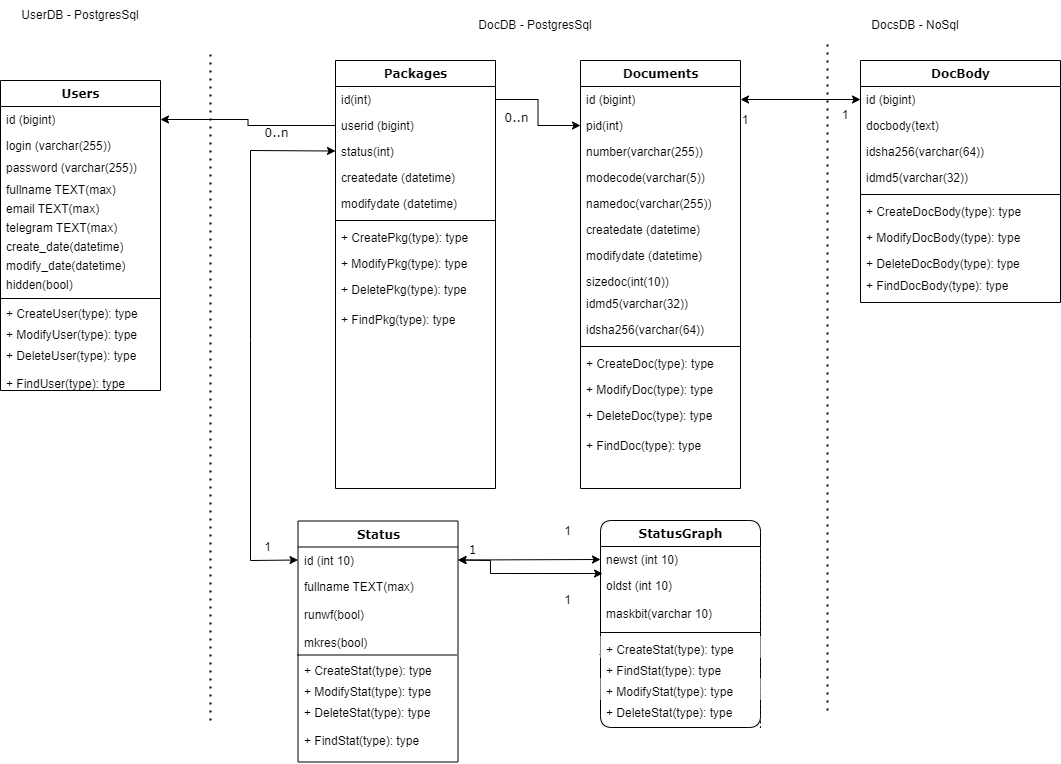 UserDB - PostgresSql
DocDB - PostgresSql
DocsDB - NoSql
Users
id (bigint)
login (varchar(255))
password (varchar(255))
fullname TEXT(max)
email TEXT(max)
telegram TEXT(max)
create_date(datetime)
modify_date(datetime)
hidden(bool)
+ CreateUser(type): type
+ ModifyUser(type): type
+ DeleteUser(type): type
+ FindUser(type): type
0..n
Packages
id(int)
userid (bigint)
status(int)
createdate (datetime)
modifydate (datetime)
+ CreatePkg(type): type
+ ModifyPkg(type): type
+ DeletePkg(type): type
+ FindPkg(type): type
0..n
Documents
id (bigint)
pid(int)
number(varchar(255))
modecode(varchar(5))
namedoc(varchar(255))
createdate (datetime)
modifydate (datetime)
sizedoc(int(10))
idmd5(varchar(32))
idsha256(varchar(64))
+ CreateDoc(type): type
+ ModifyDoc(type): type
+ DeleteDoc(type): type
+ FindDoc(type): type
1
1
DocBody
id (bigint)
docbody(text)
idsha256(varchar(64))
idmd5(varchar(32))
+ CreateDocBody(type): type
+ ModifyDocBody(type): type
+ DeleteDocBody(type): type
+ FindDocBody(type): type
1
Status
id (int 10)
fullname TEXT(max)
runwf(bool)
mkres(bool)
+ CreateStat(type): type
+ ModifyStat(type): type
+ DeleteStat(type): type
+ FindStat(type): type
1
1
1
StatusGraph
newst (int 10)
oldst (int 10)
maskbit(varchar 10)
+ CreateStat(type): type
+ FindStat(type): type
+ ModifyStat(type): type
+ DeleteStat(type): type